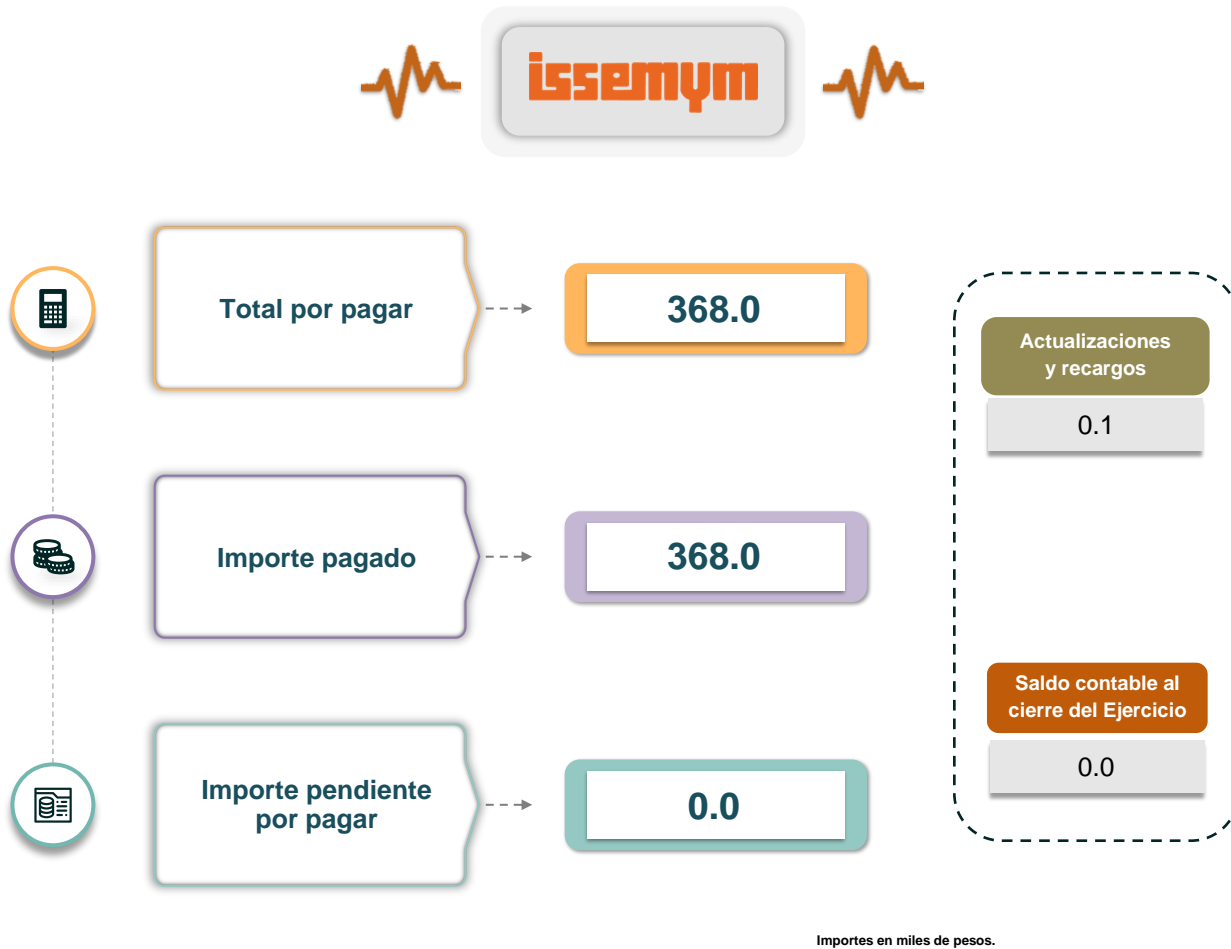 issemym
Total por pagar
368.0
Actualizaciones
y recargos
0.1
Importe pagado
368.0
Saldo contable al
cierre del Ejercicio
0.0
Importe pendiente
por pagar
0.0
Importes en miles de pesos.